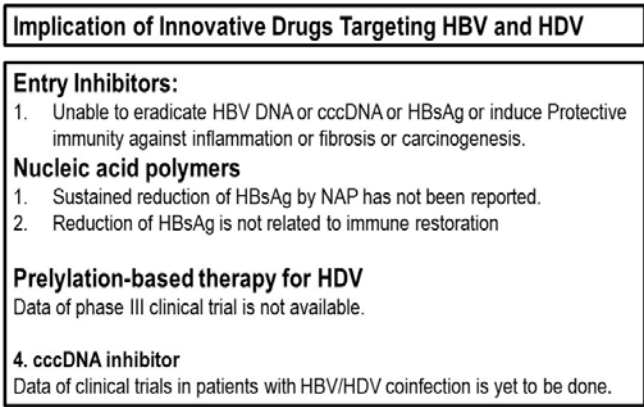 Implication of Innovative Drugs Targeting HBV and HDV
Entry Inhibitors:
1. Unable to eradicate HBV DNA or cccDNA or HBsAg or induce Protective
immunity against inflammation or fibrosis or carcinogenesis.
Nucleic acid polymers
1. Sustained reduction of HBsAg by NAP has not been reported.
2. Reduction of HBsAg is not related to immune restoration
Prelylation-based therapy for HDV
Data of phase III clinical trial is not available.
4. cccDNA inhibitor
Data of clinical trials in patients with HBV/HDV coinfection is yet to be done.